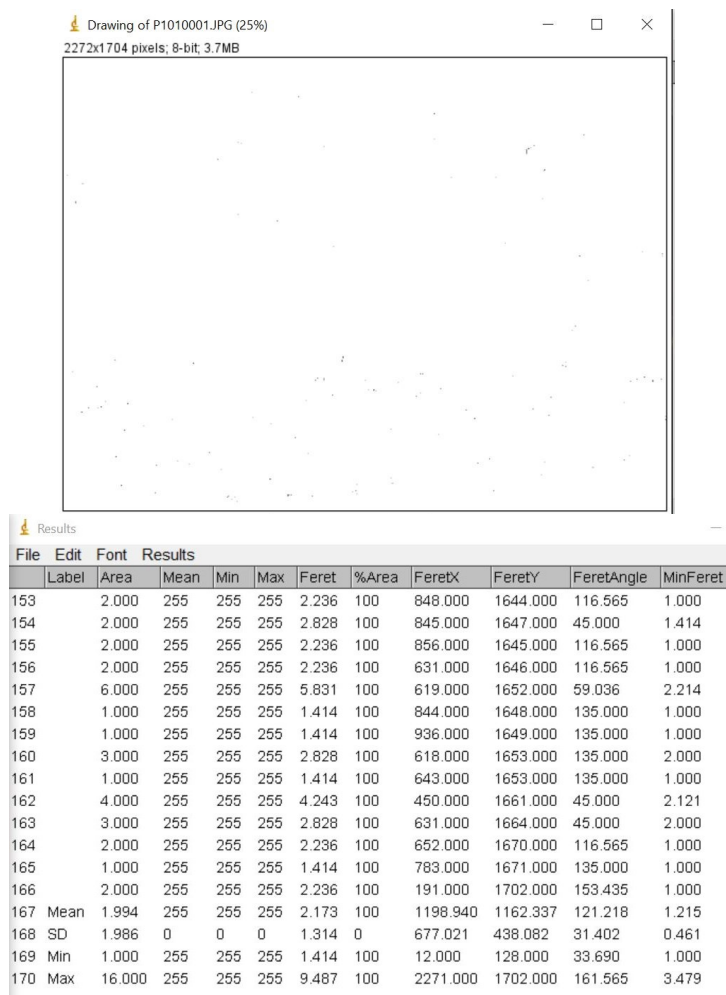 Drawing of P1010001.JPG (25%)
2272x1704 pixels; 8-bit; 3.7MB
Results
File Edit Font Results
Label Area Mean Min Max Feret %Area FeretX FeretY FeretAngle MinFeret
153 2.000 255 255 255 2.236 100 848.000 1644.000 116.565 1.000
154 2.000 255 255 255 2.828 100 845.000 1647.000 45.000 1.414
155 2.000 255 255 255 2.236 100 856.000 1645.000 116.565 1.000
156 2.000 255 255 255 2.236 100 631.000 1646.000 116.565 1.000
157 6.000 255 255 255 5.831 100 619.000 1652.000 59.036 2.214
158 1.000 255 255 255 1.414 100 844.000 1648.000 135.000 1.000
159 1.000 255 255 255 1.414 100 936.000 1649.000 135.000 1.000
160 3.000 255 255 255 2.828 100 618.000 1653.000 135.000 2.000
161 1.000 255 255 255 1.414 100 643.000 1653.000 135.000 1.000
162 4.000 255 255 255 4.243 100 450.000 1661.000 45.000 2.121
163 3.000 255 255 255 2.828 100 631.000 1664.000 45.000 2.000
164 2.000 255 255 255 2.236 100 652.000 1670.000 116.565 1.000
165 1.000 255 255 255 1.414 100 783.000 1671.000 135.000 1.000
166 2.000 255 255 255 2.236 100 191.000 1702.000 153.435 1.000
167 Mean 1.994 255 255 255 2.173 100 1198.940 1162.337 121.218 1.215
168 SD 1.986 0 0 0 1.314 0 677.021 438.082 31.402 0.461
169 Min 1.000 255 255 255 1.414 100 12.000 128.000 33.690 1.000
170 Max 16.000 255 255 255 9.487 100 2271.000 1702.000 161.565 3.479